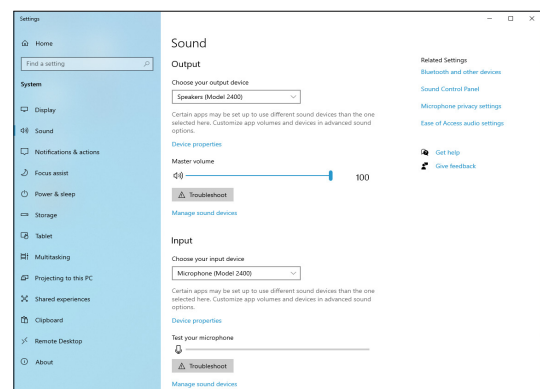 Settings
Home
Find a setting
System
Display
Sound
Notifications & actions
Focus assist
Power & sleep
Storage
Tablet
Multitasking
Projecting to this PC
Shared experiences
Clipboard
Remote Desktop
About
Sound
Output
Choose your output device
Speakers (Model 2400)
Certain apps may be set up to use different sound devices than the one
selected here. Customize app volumes and devices in advanced sound
options.
Device properties
Master volume
100
Troubleshoot
Manage sound devices
Input
Choose your input device
Microphone (Model 2400)
Certain apps may be set up to use different sound devices than the one
selected here. Customize app volumes and devices in advanced sound
options.
Device properties
Test your microphone
Troubleshoot
Manage sound devices
Related Settings
Bluetooth and other devices
Sound Control Panel
Microphone privacy settings
Ease of Access audio settings
Get help
Give feedback